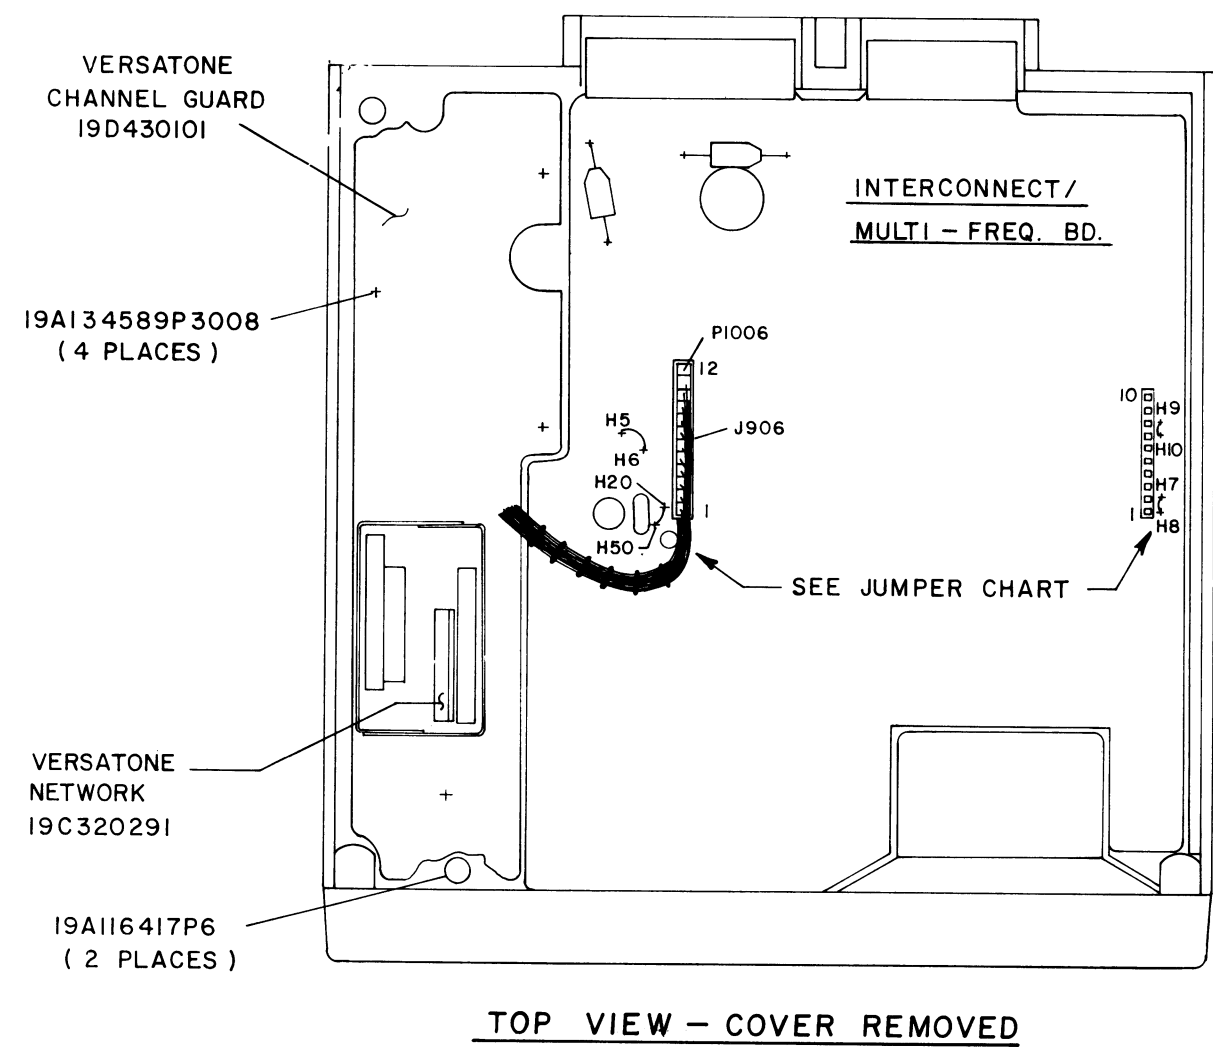 VERSATONE
CHANNEL GUARD
19D430101
INTERCONNECT/
MULTI-FREQ. BD.
19A134589P3008
(4 PLACES)
P1006
12
J906
H5
H6
H20
H50
1
10
H9
H10
H7
1
H8
SEE JUMPER CHART
VERSATONE
NETWORK
19C320291
19A116417P6
(2 PLACES)
TOP VIEW - COVER REMOVED